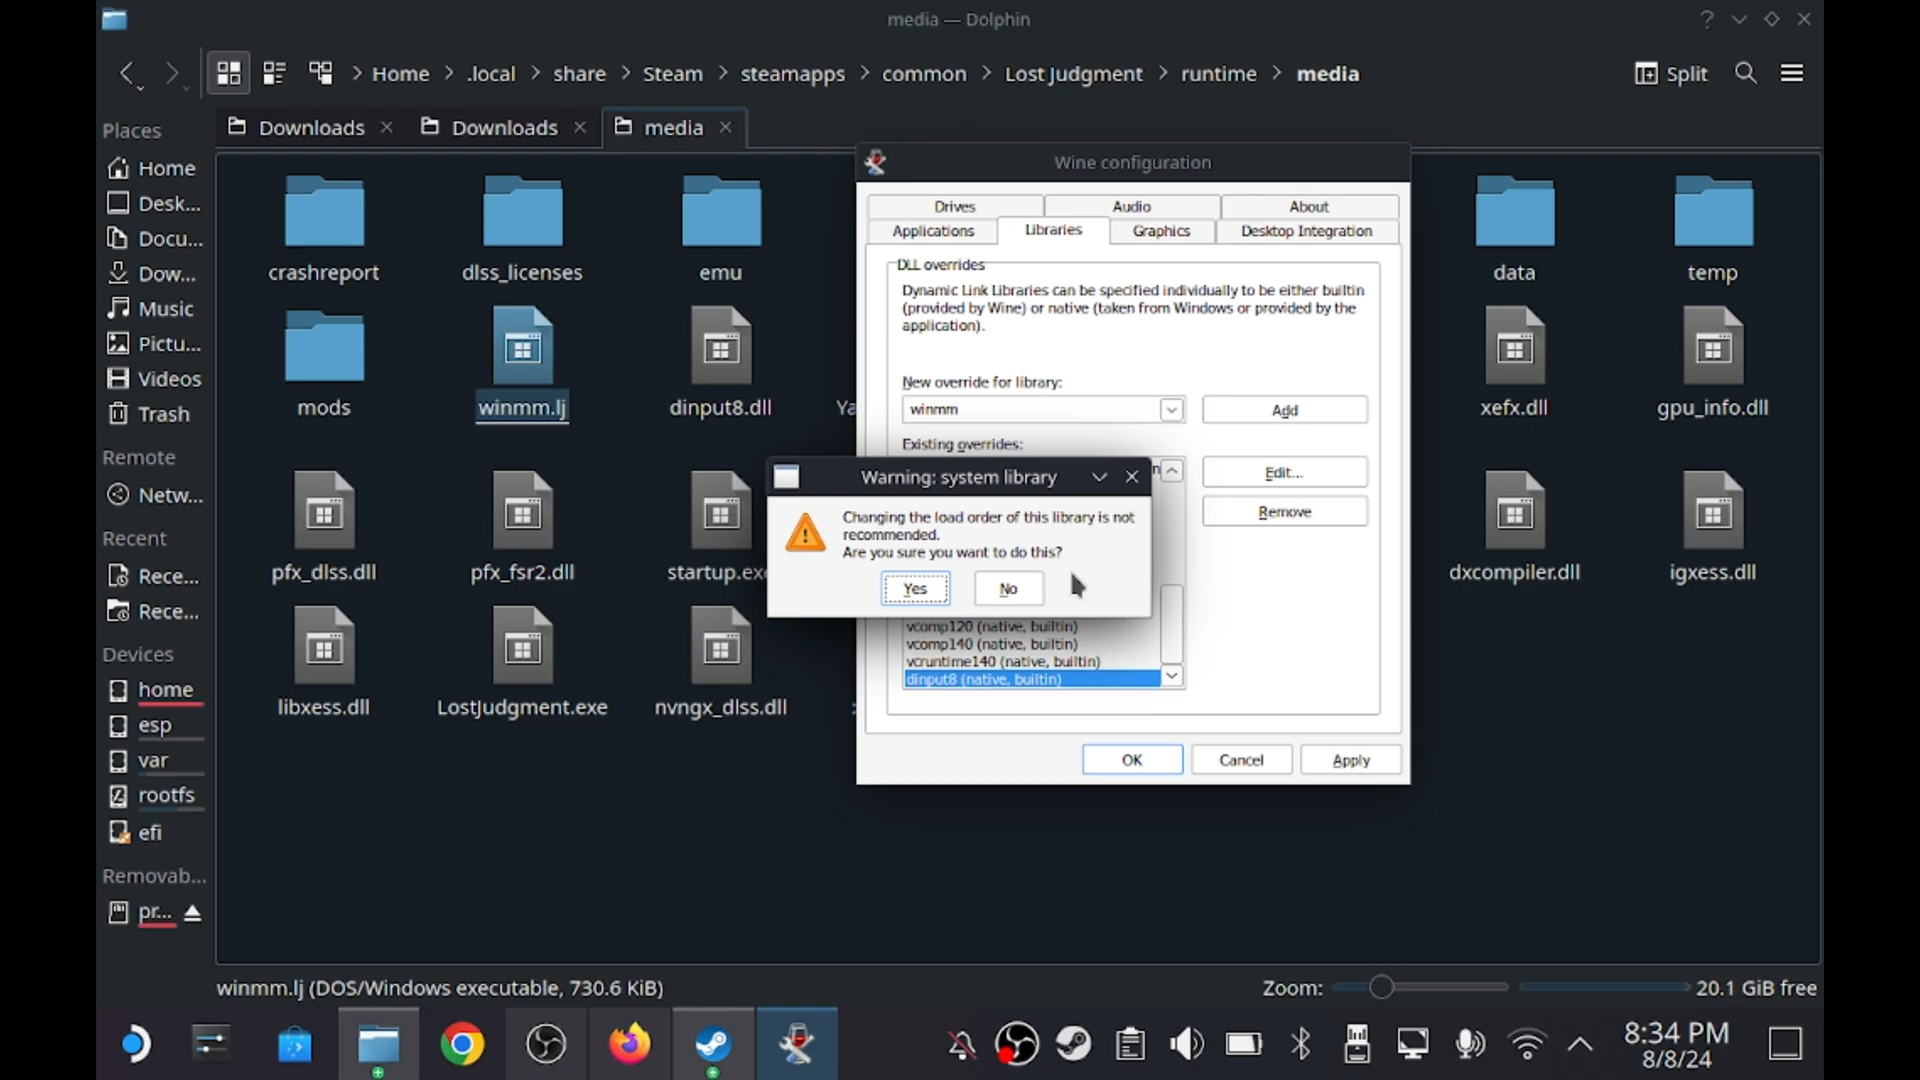 media — Dolphin
Home > .local > share > Steam > steamapps > common > Lost Judgment > runtime > media
Split
Downloads
Downloads
media
Places
Home
Desk...
Docu...
Dow...
Music
Pictu...
Videos
Trash
Remote
Netw...
Recent
Rece...
Rece...
Devices
home
esp
var
rootfs
efi
Removab...
pr...
crashreport
dlss_licenses
emu
data
temp
mods
winmm.lj
dinput8.dll
Ya
xefx.dll
gpu_info.dll
pfx_dlss.dll
pfx_fsr2.dll
startup.exe
dxcompiler.dll
igxess.dll
libxess.dll
LostJudgment.exe
nvngx_dlss.dll
Wine configuration
Drives
Audio
About
Applications
Libraries
Graphics
Desktop Integration
DLL overrides
Dynamic Link Libraries can be specified individually to be either builtin
(provided by Wine) or native (taken from Windows or provided by the
application).
New override for library:
winmm
Add
Existing overrides:
Edit...
Remove
Warning: system library
Changing the load order of this library is not
recommended.
Are you sure you want to do this?
Yes
No
vcomp120 (native, builtin)
vcomp140 (native, builtin)
vcruntime140 (native, builtin)
dinput8 (native, builtin)
OK
Cancel
Apply
winmm.lj (DOS/Windows executable, 730.6 KiB)
Zoom:
20.1 GiB free
8:34 PM
8/8/24